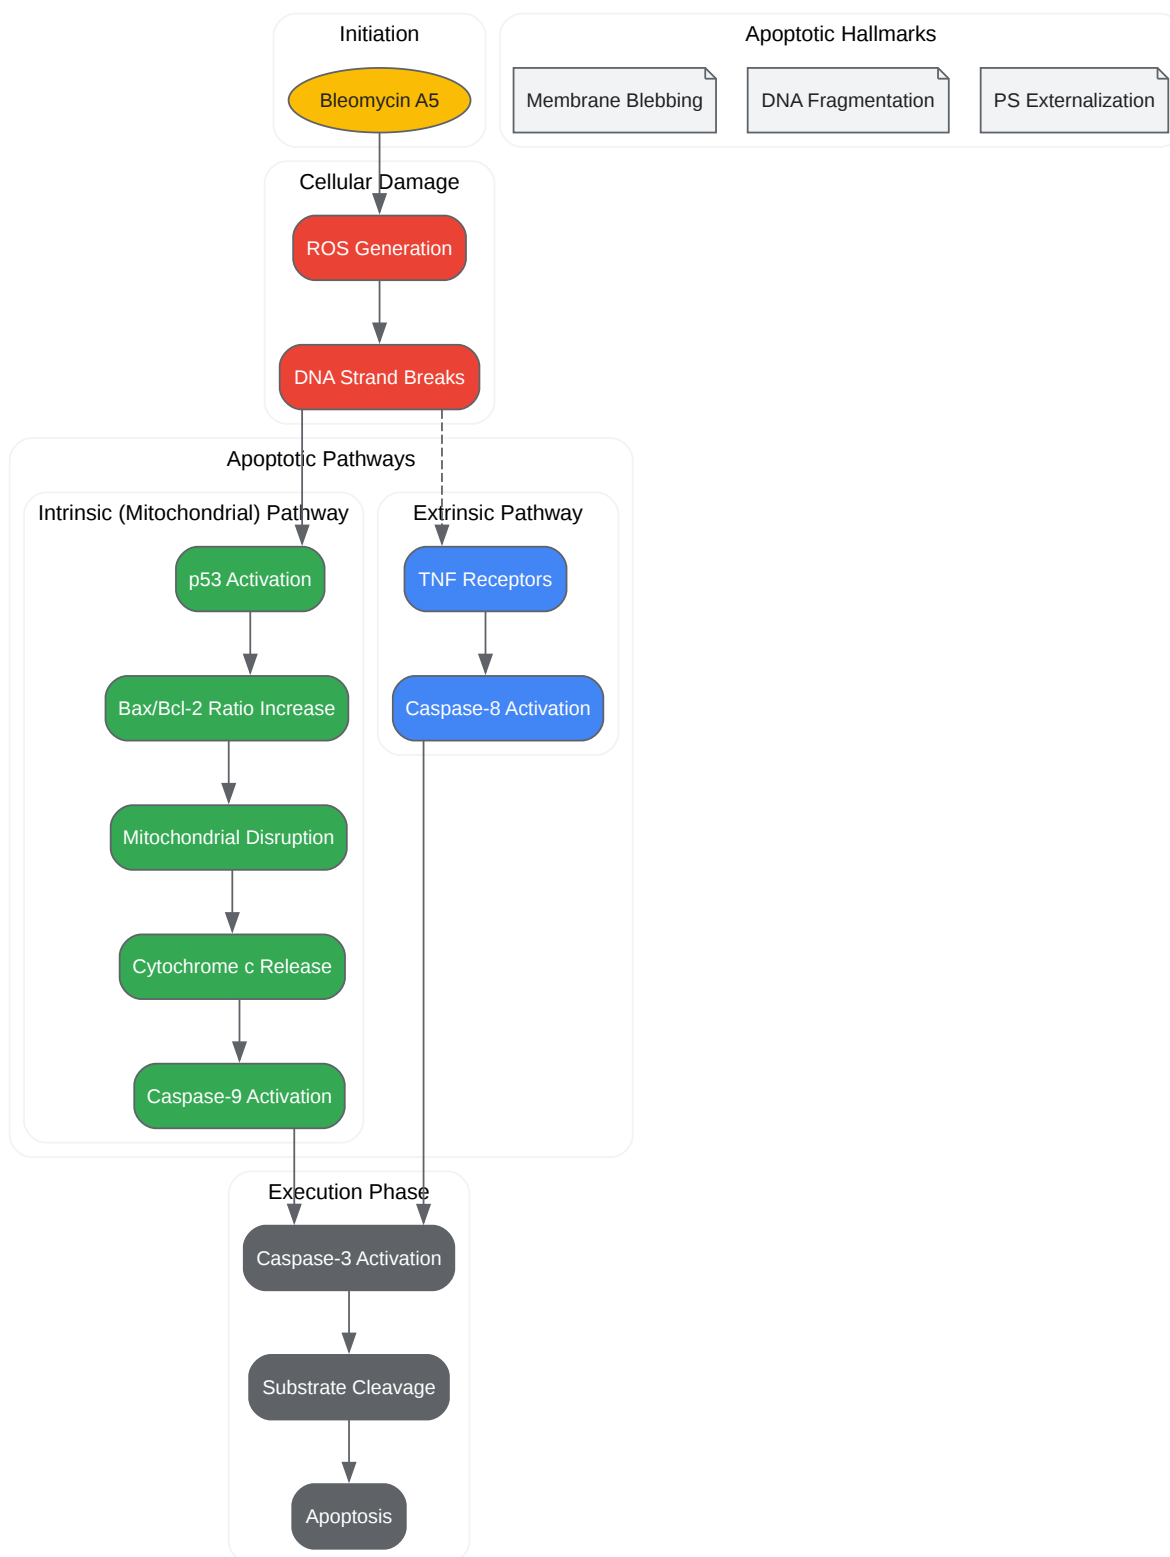 Initiation
Apoptotic Hallmarks
Bleomycin A5
Membrane Blebbing
DNA Fragmentation
PS Externalization
Cellular Damage
ROS Generation
DNA Strand Breaks
Apoptotic Pathways
Intrinsic (Mitochondrial) Pathway
Extrinsic Pathway
p53 Activation
TNF Receptors
Bax/Bcl-2 Ratio Increase
Caspase-8 Activation
Mitochondrial Disruption
Cytochrome c Release
Caspase-9 Activation
Execution Phase
Caspase-3 Activation
Substrate Cleavage
Apoptosis